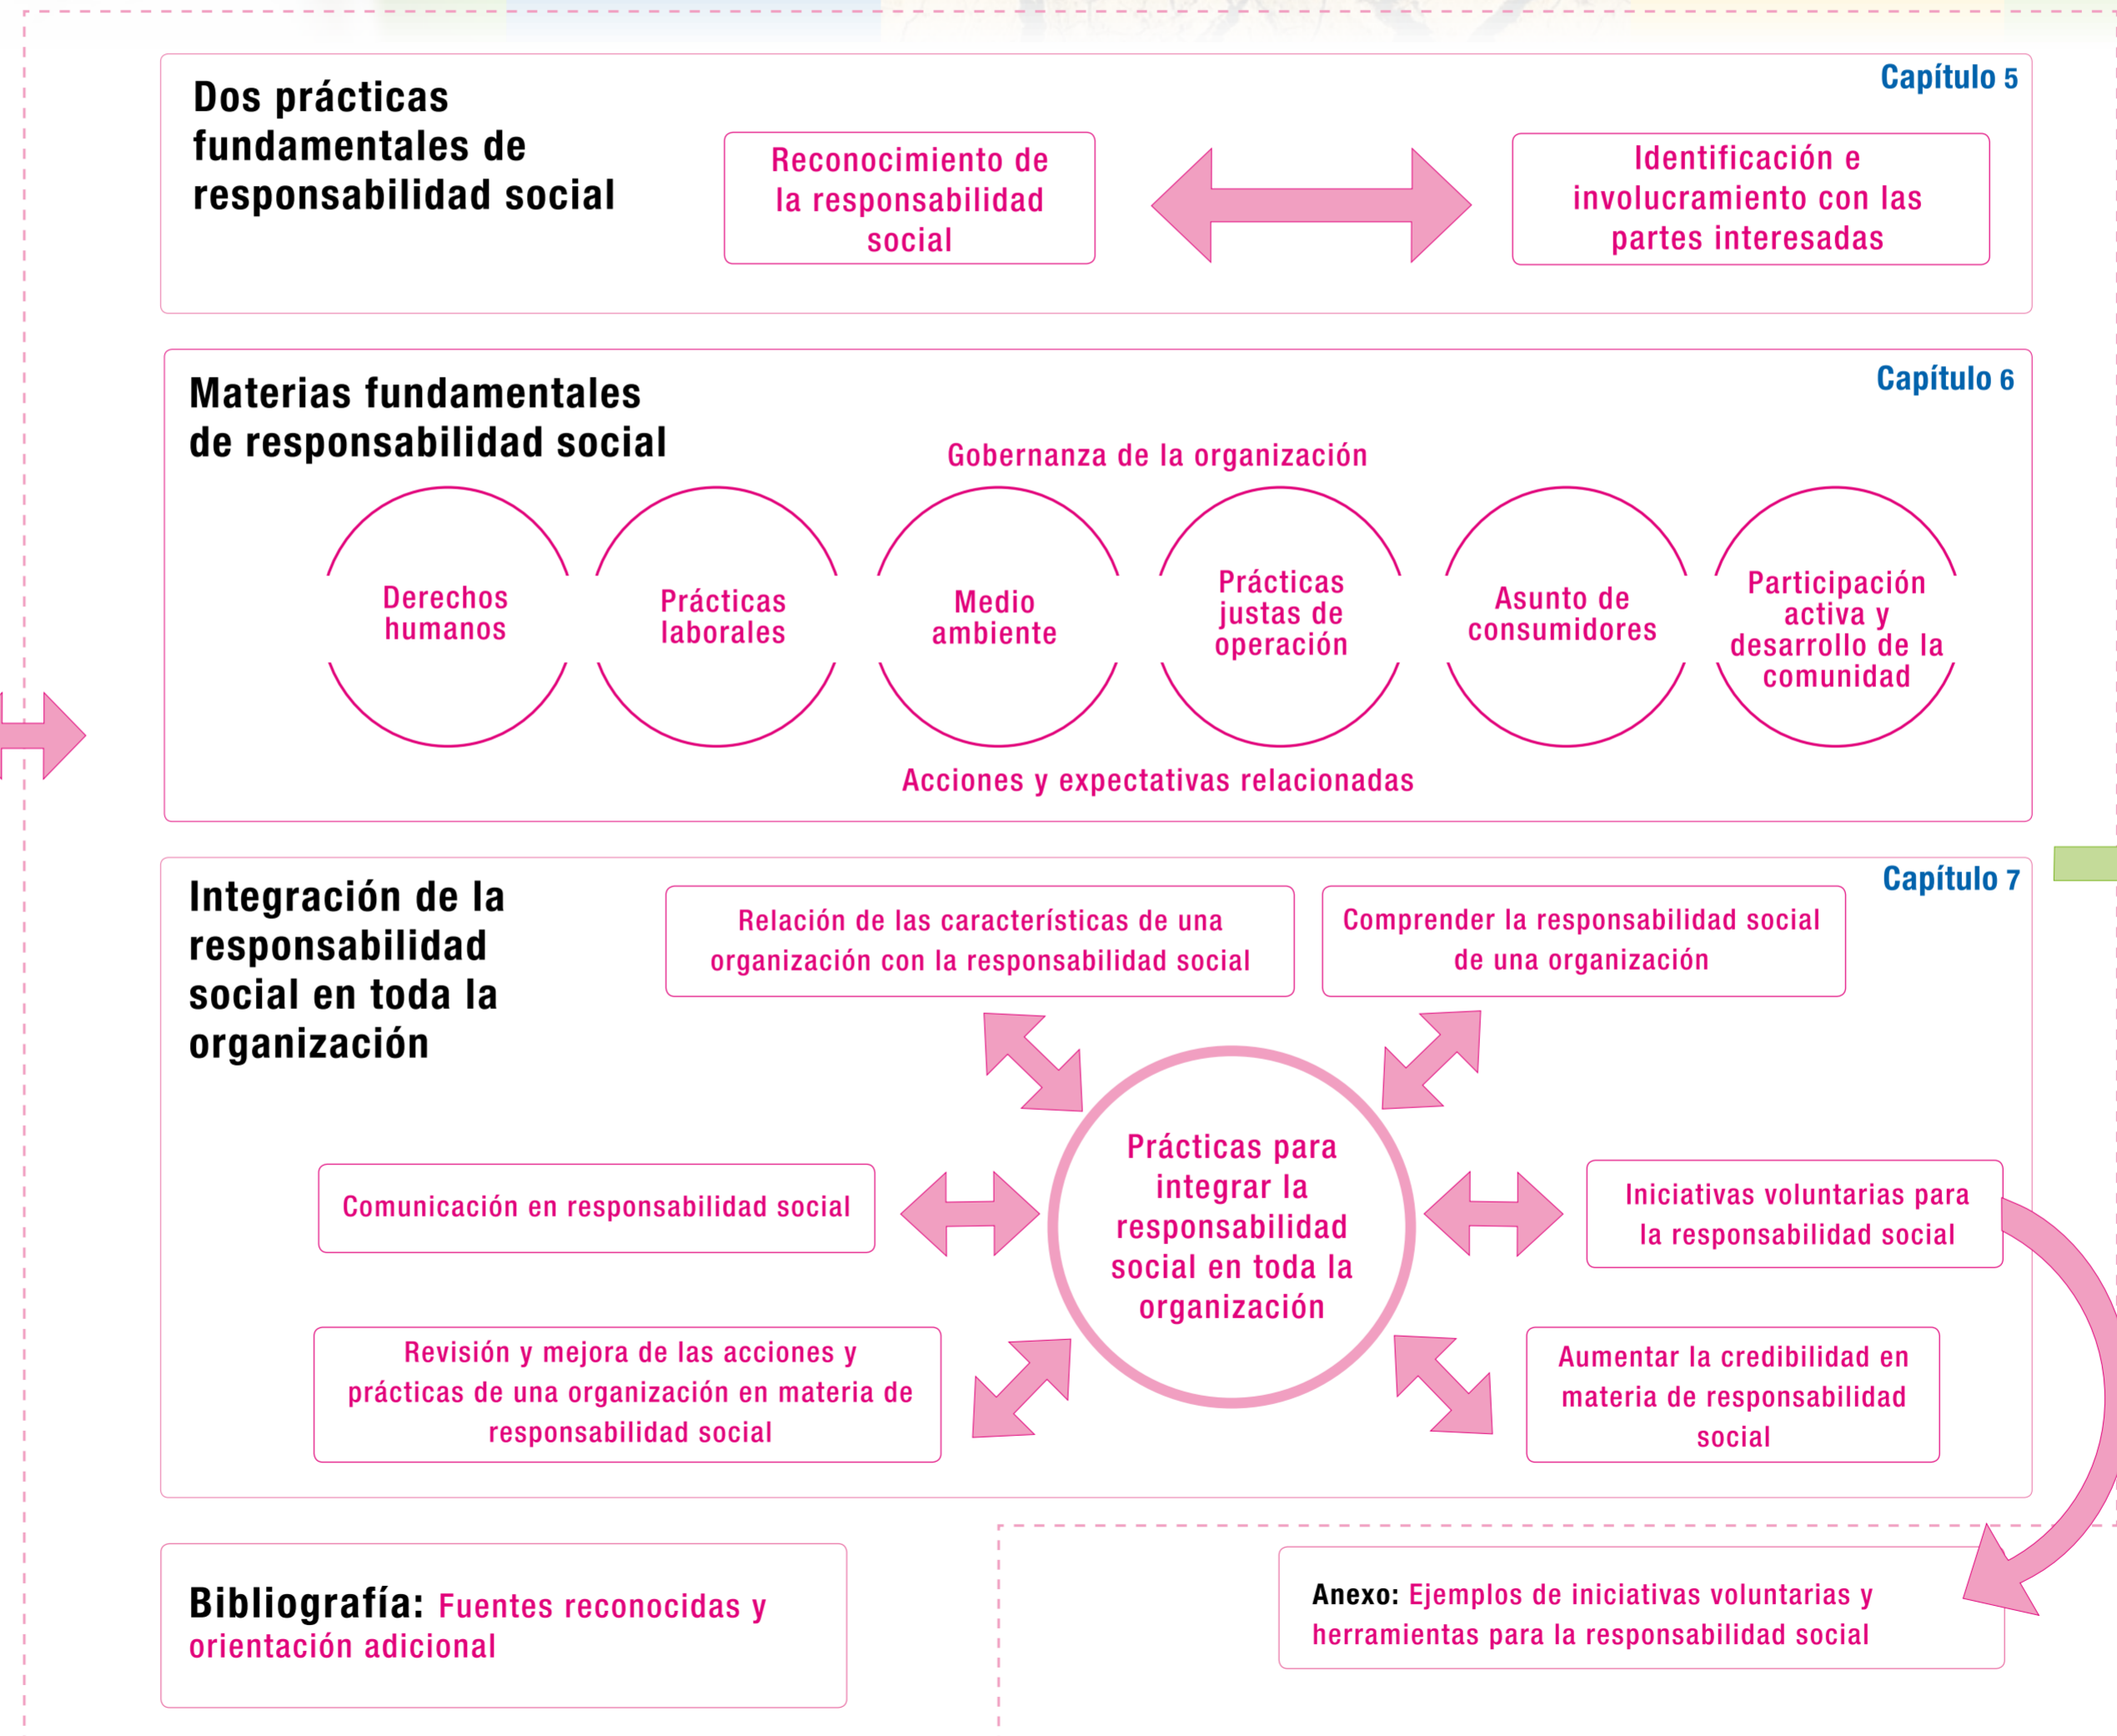 Capítulo 5
Dos prácticas
fundamentales de
responsabilidad social
Reconocimiento de
la responsabilidad
social
Identificación e
involucramiento con las
partes interesadas
Capítulo 6
Materias fundamentales
de responsabilidad social
Gobernanza de la organización
Derechos
humanos
Prácticas
laborales
Medio
ambiente
Prácticas
justas de
operación
Asunto de
consumidores
Participación
activa y
desarrollo de la
comunidad
Acciones y expectativas relacionadas
Capítulo 7
Integración de la
responsabilidad
social en toda la
organización
Relación de las características de una
organización con la responsabilidad social
Comprender la responsabilidad social
de una organización
Prácticas para
integrar la
responsabilidad
social en toda la
organización
Comunicación en responsabilidad social
Iniciativas voluntarias para
la responsabilidad social
Revisión y mejora de las acciones y
prácticas de una organización en materia de
responsabilidad social
Aumentar la credibilidad en
materia de responsabilidad
social
Bibliografía: Fuentes reconocidas y
orientación adicional
Anexo: Ejemplos de iniciativas voluntarias y
herramientas para la responsabilidad social